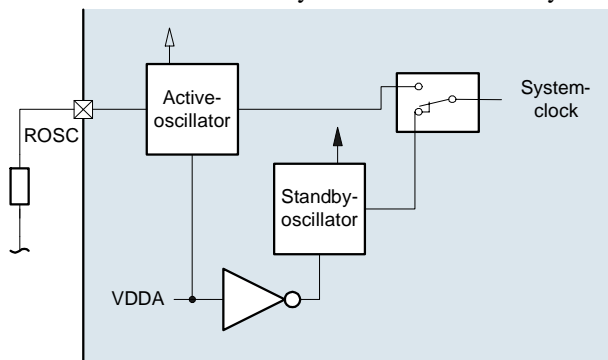 Active-
oscillator
System-
clock
ROSC
Standby-
oscillator
VDDA